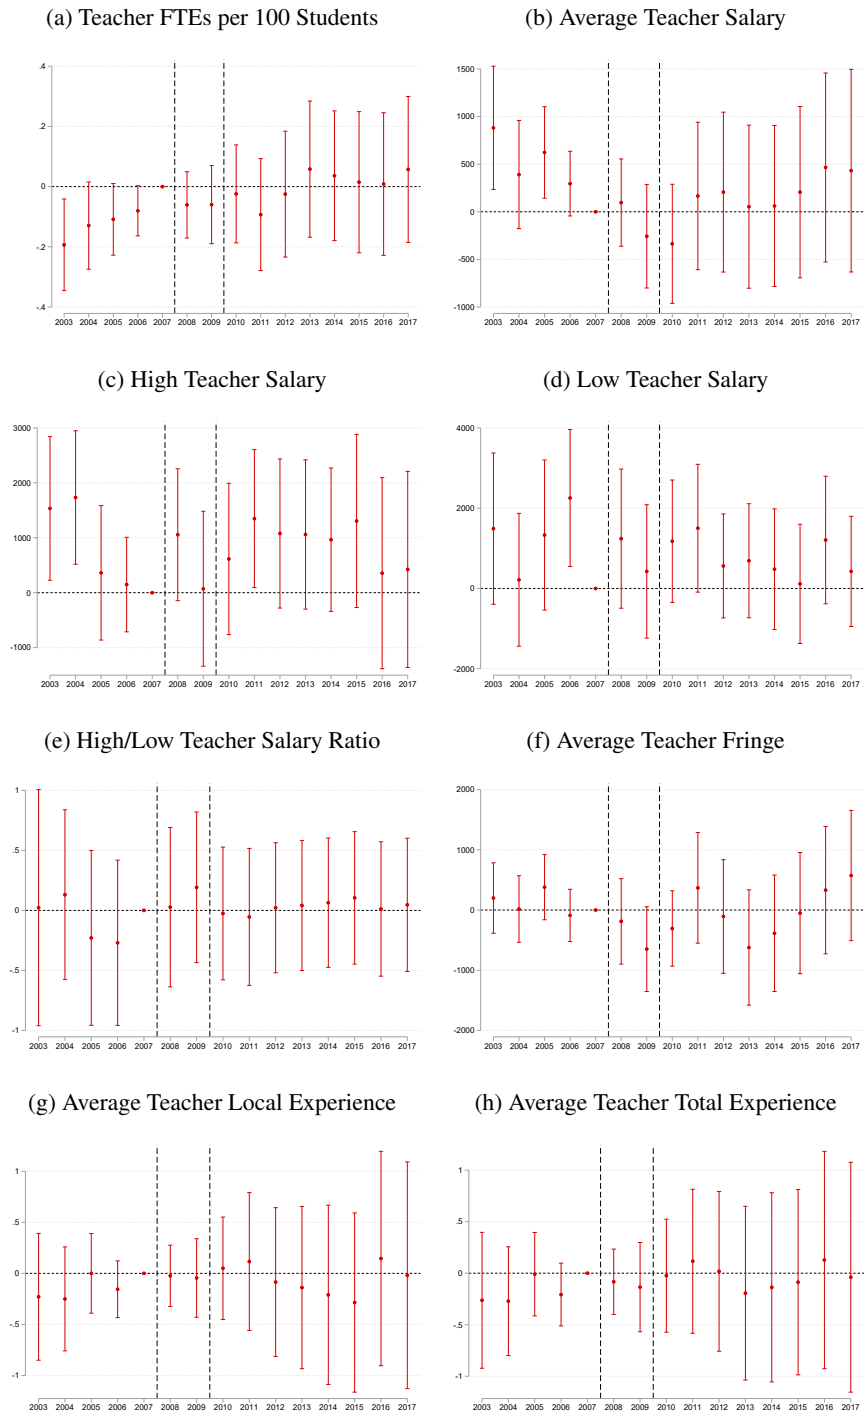 (a) Teacher FTEs per 100 Students
.4
.2
0
-.2
-.4
2003 2004 2005 2006 2007 2008 2009 2010 2011 2012 2013 2014 2015 2016 2017
(b) Average Teacher Salary
1500
1000
500
0
-500
-1000
2003 2004 2005 2006 2007 2008 2009 2010 2011 2012 2013 2014 2015 2016 2017
(c) High Teacher Salary
3000
2000
1000
0
-1000
2003 2004 2005 2006 2007 2008 2009 2010 2011 2012 2013 2014 2015 2016 2017
(d) Low Teacher Salary
4000
2000
0
-2000
2003 2004 2005 2006 2007 2008 2009 2010 2011 2012 2013 2014 2015 2016 2017
(e) High/Low Teacher Salary Ratio
1
.5
0
-.5
-1
2003 2004 2005 2006 2007 2008 2009 2010 2011 2012 2013 2014 2015 2016 2017
(f) Average Teacher Fringe
2000
1000
0
-1000
-2000
2003 2004 2005 2006 2007 2008 2009 2010 2011 2012 2013 2014 2015 2016 2017
(g) Average Teacher Local Experience
1
.5
0
-.5
-1
2003 2004 2005 2006 2007 2008 2009 2010 2011 2012 2013 2014 2015 2016 2017
(h) Average Teacher Total Experience
1
.5
0
-.5
-1
2003 2004 2005 2006 2007 2008 2009 2010 2011 2012 2013 2014 2015 2016 2017